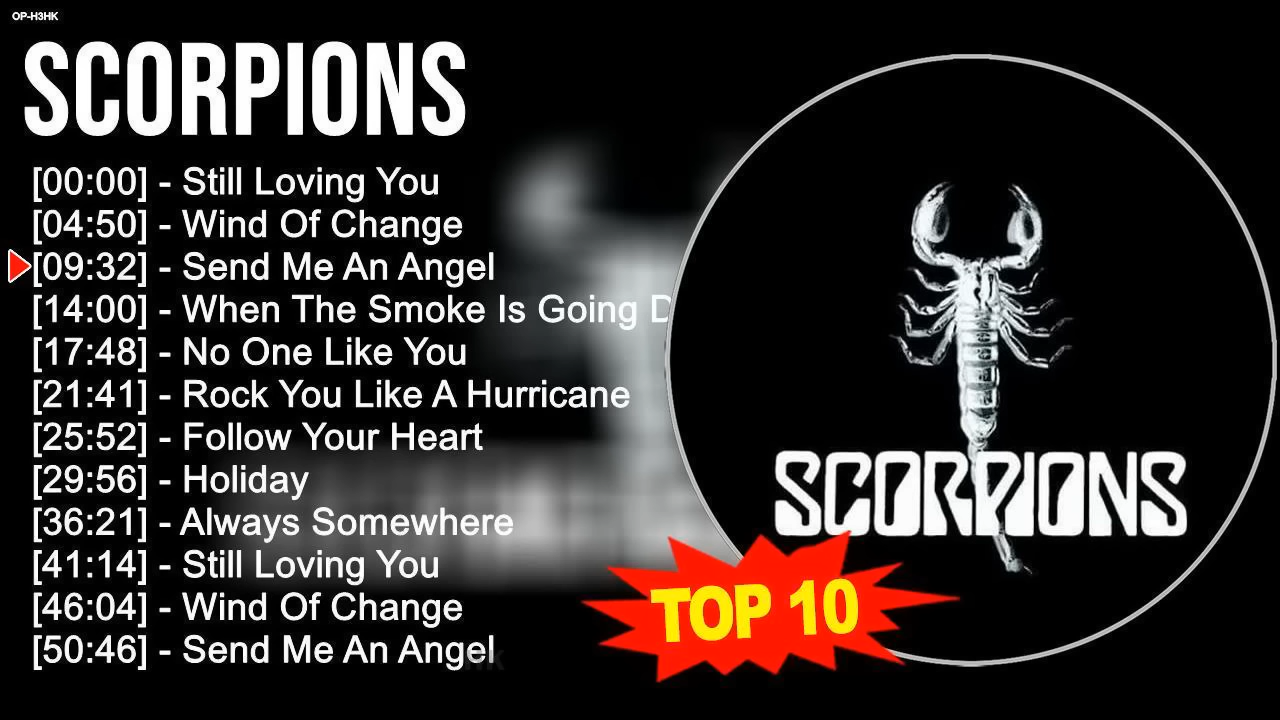 OP-H3HK
SCORPIONS
[00:00] - Still Loving You
[04:50] - Wind Of Change
[09:32] - Send Me An Angel
[14:00] - When The Smoke Is Going D
[17:48] - No One Like You
[21:41] - Rock You Like A Hurricane
[25:52] - Follow Your Heart
[29:56] - Holiday
[36:21] - Always Somewhere
[41:14] - Still Loving You
[46:04] - Wind Of Change
[50:46] - Send Me An Angel
SCORPIONS
TOP 10